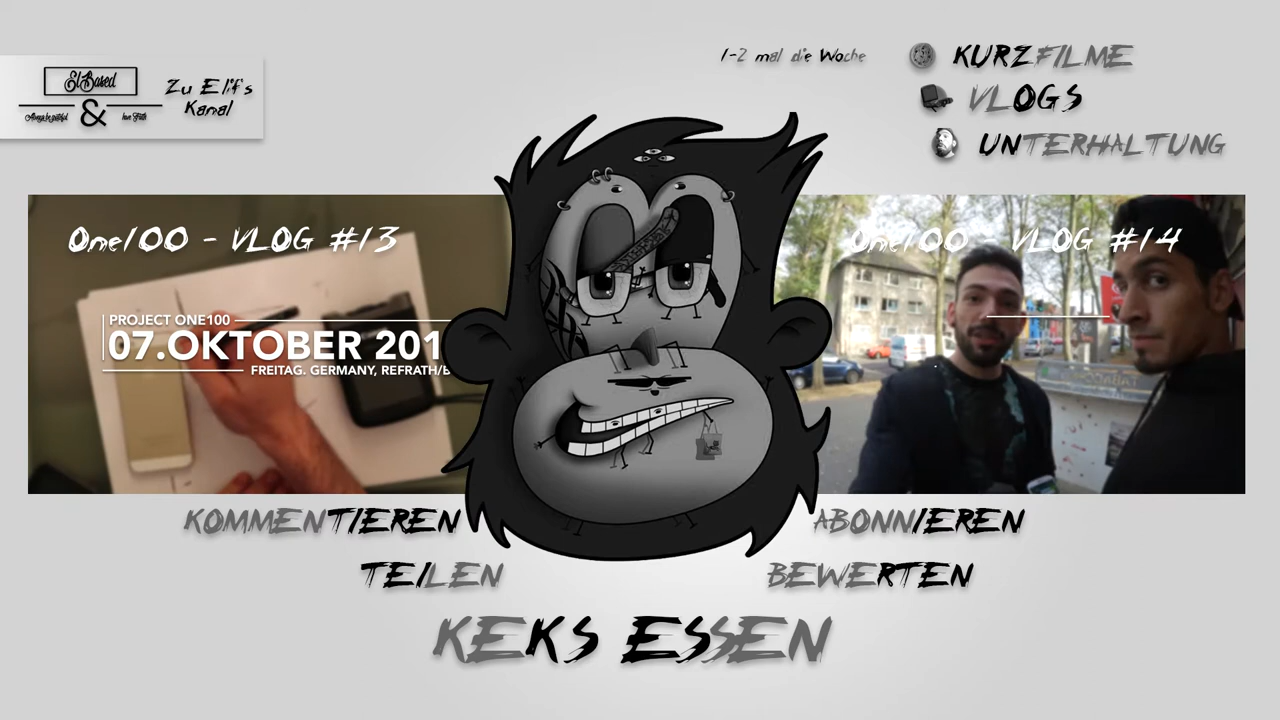 El Based
&
Zu Elif's
Kanal
1-2 mal die Woche
KURZFILME
VLOGS
UNTERHALTUNG
One100 - VLOG #13
PROJECT ONE100
07.OKTOBER 201
FREITAG. GERMANY, REFRATH/B
One100 - VLOG #14
KOMMENTIEREN
ABONNIEREN
TEILEN
BEWERTEN
KEKS ESSEN